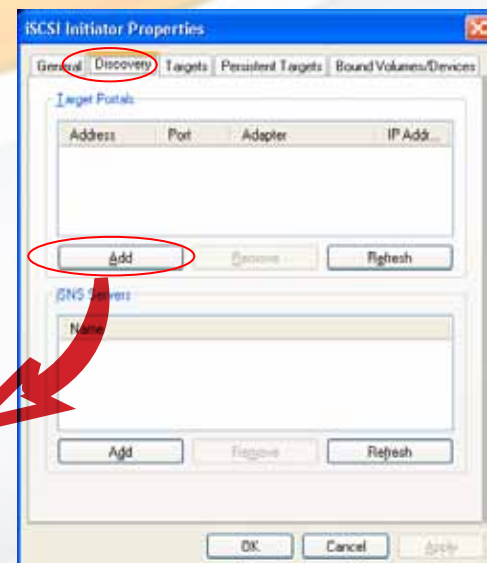 iSCSI Initiator Properties
General Discovery Targets Persistent Targets Bound Volumes/Devices
Target Portals
Address Port Adapter IP Addr...
Add Remove Refresh
iSNS Servers
Name
Add Remove Refresh
OK Cancel Apply